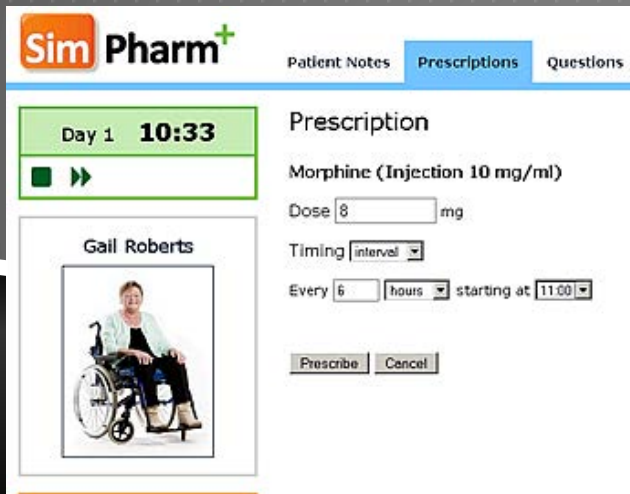 Sim Pharm+
Patient Notes Prescriptions Questions
Day 1 10:33
Prescription
Morphine (Injection 10 mg/ml)
Dose 8 mg
Gail Roberts
Timing interval
Every 6 hours starting at 11:00
Prescribe Cancel